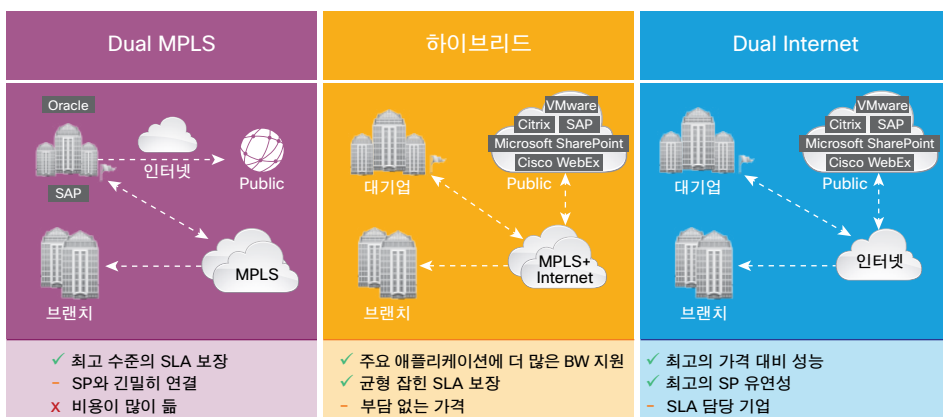 Dual MPLS
Oracle
인터넷
Public
SAP
MPLS
브랜치
✓ 최고 수준의 SLA 보장
– SP와 긴밀히 연결
x 비용이 많이 듦
하이브리드
VMware
Citrix SAP
Microsoft SharePoint
Cisco WebEx
Public
대기업
MPLS+
Internet
브랜치
✓ 주요 애플리케이션에 더 많은 BW 지원
✓ 균형 잡힌 SLA 보장
– 부담 없는 가격
Dual Internet
VMware
Citrix SAP
Microsoft SharePoint
Cisco WebEx
Public
대기업
인터넷
브랜치
✓ 최고의 가격 대비 성능
✓ 최고의 SP 유연성
– SLA 담당 기업